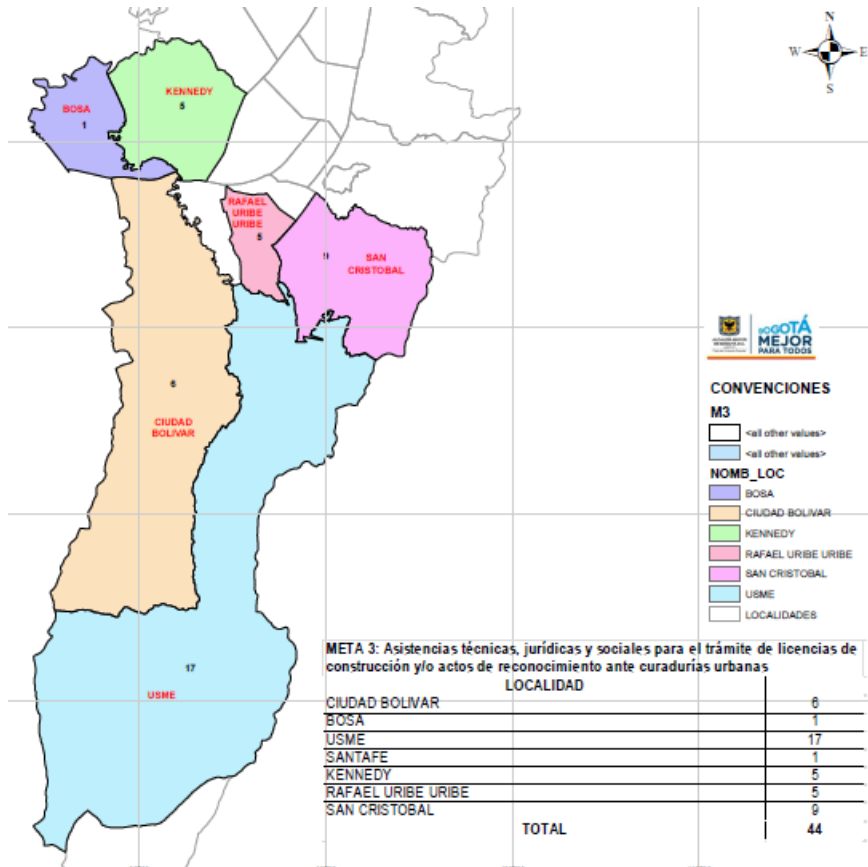 N
W E
S
KENNEDY
5
BOSA
1
RAFAEL
URIBE
URIBE
5
9
SAN
CRISTOBAL
6
CIUDAD
BOLIVAR
17
USME
BOGOTÁ
MEJOR
PARA TODOS
CONVENCIONES
M3
<all other values>
<all other values>
NOMB_LOC
BOSA
CIUDAD BOLIVAR
KENNEDY
RAFAEL URIBE URIBE
SAN CRISTOBAL
USME
LOCALIDADES
META 3: Asistencias técnicas, jurídicas y sociales para el trámite de licencias de
construcción y/o actos de reconocimiento ante curadurías urbanas
LOCALIDAD
CIUDAD BOLIVAR 6
BOSA 1
USME 17
SANTAFE 1
KENNEDY 5
RAFAEL URIBE URIBE 5
SAN CRISTOBAL 9
TOTAL 44